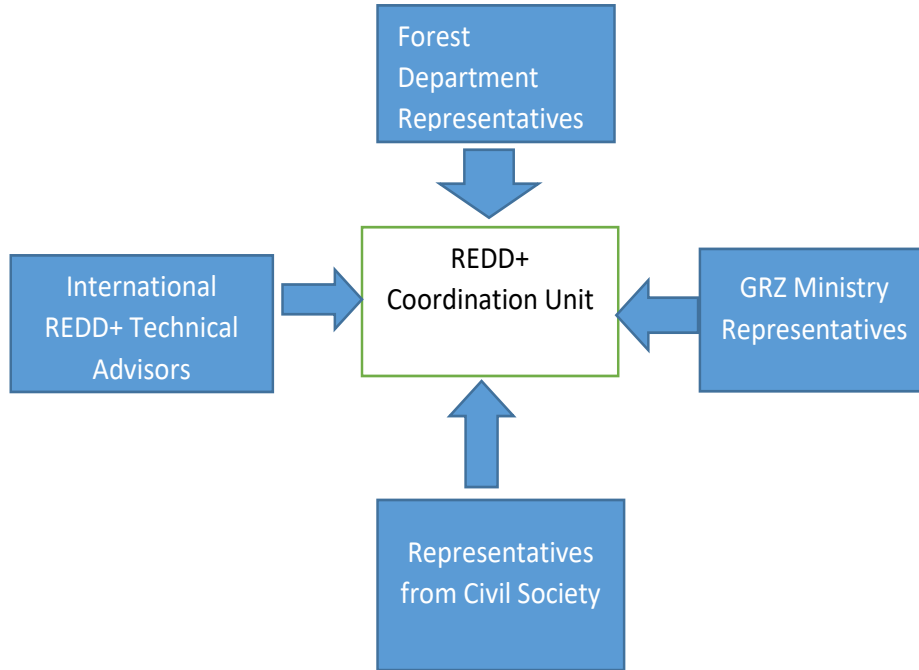 Forest
Department
Representatives
REDD+
Coordination Unit
International
REDD+ Technical
Advisors
GRZ Ministry
Representatives
Representatives
from Civil Society